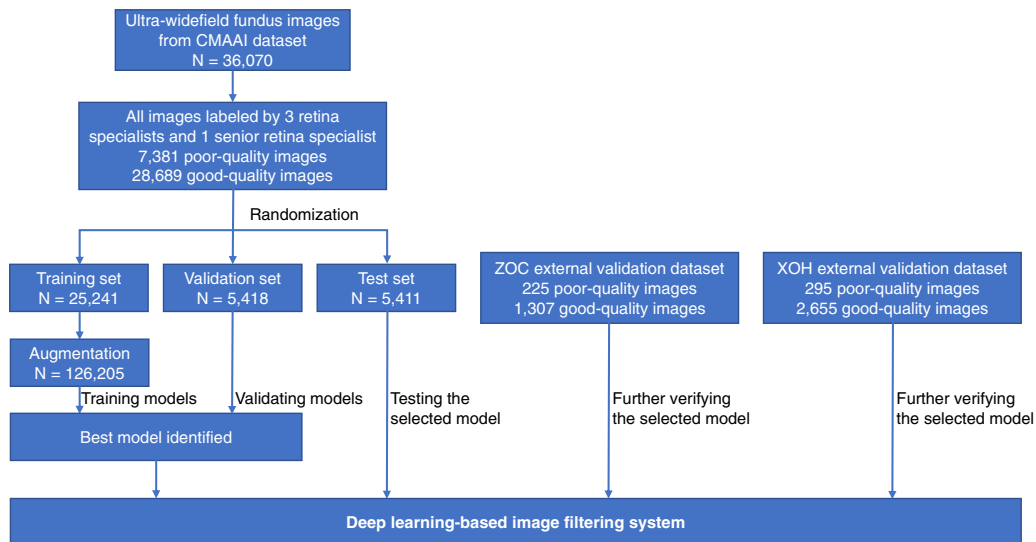 Ultra-widefield fundus images
from CMAAI dataset
N = 36,070
All images labeled by 3 retina
specialists and 1 senior retina specialist
7,381 poor-quality images
28,689 good-quality images
Randomization
Training set
N = 25,241
Validation set
N = 5,418
Test set
N = 5,411
ZOC external validation dataset
225 poor-quality images
1,307 good-quality images
XOH external validation dataset
295 poor-quality images
2,655 good-quality images
Augmentation
N = 126,205
Training models
Validating models
Testing the
selected model
Further verifying
the selected model
Further verifying
the selected model
Best model identified
Deep learning-based image filtering system